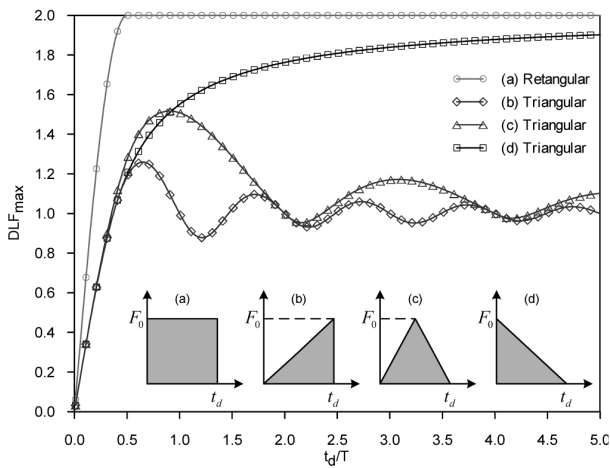 2.0
1.8
1.6
1.4
1.2
1.0
0.8
0.6
0.4
0.2
0.0
DLFmax
(a) Retangular
(b) Triangular
(c) Triangular
(d) Triangular
(a)
(b)
(c)
(d)
F0
F0
F0
F0
td
td
td
td
0.0 0.5 1.0 1.5 2.0 2.5 3.0 3.5 4.0 4.5 5.0
td/T